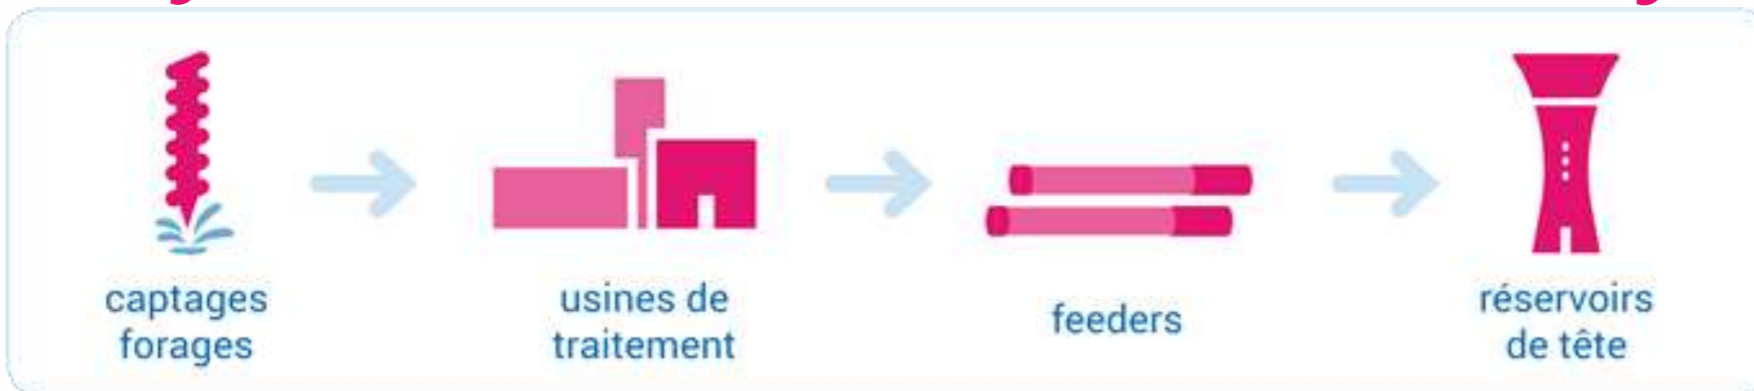 captages
forages
usines de
traitement
feeders
réservoirs
de tête